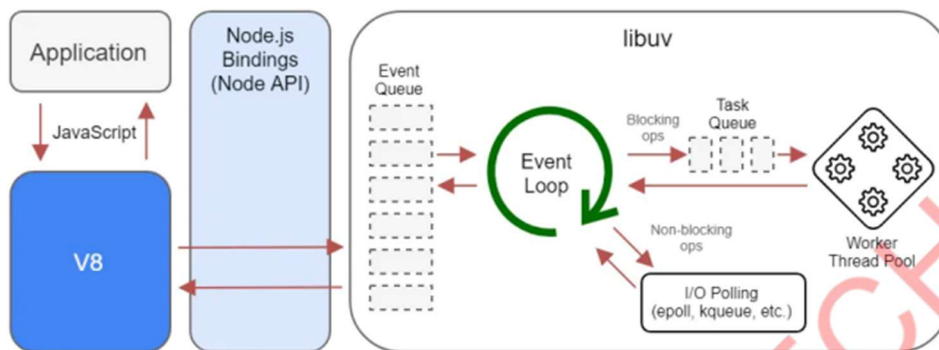 Application
JavaScript
V8
Node.js
Bindings
(Node API)
libuv
Event
Queue
Event
Loop
Blocking
ops
Task
Queue
Worker
Thread Pool
Non-blocking
ops
I/O Polling
(epoll, kqueue, etc.)
TECH